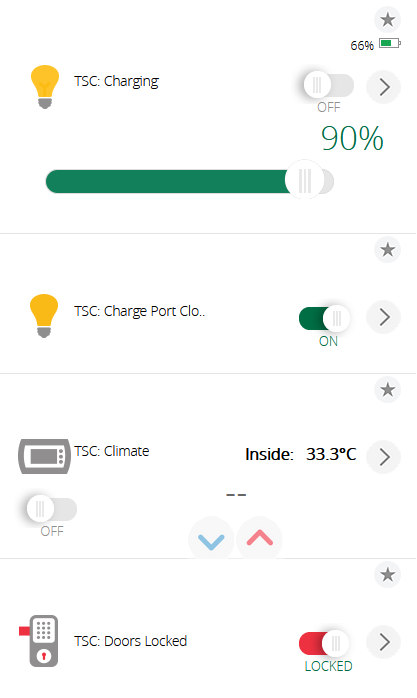 66%
TSC: Charging
OFF
90%
TSC: Charge Port Clo..
ON
TSC: Climate
Inside: 33.3°C
--
OFF
TSC: Doors Locked
LOCKED